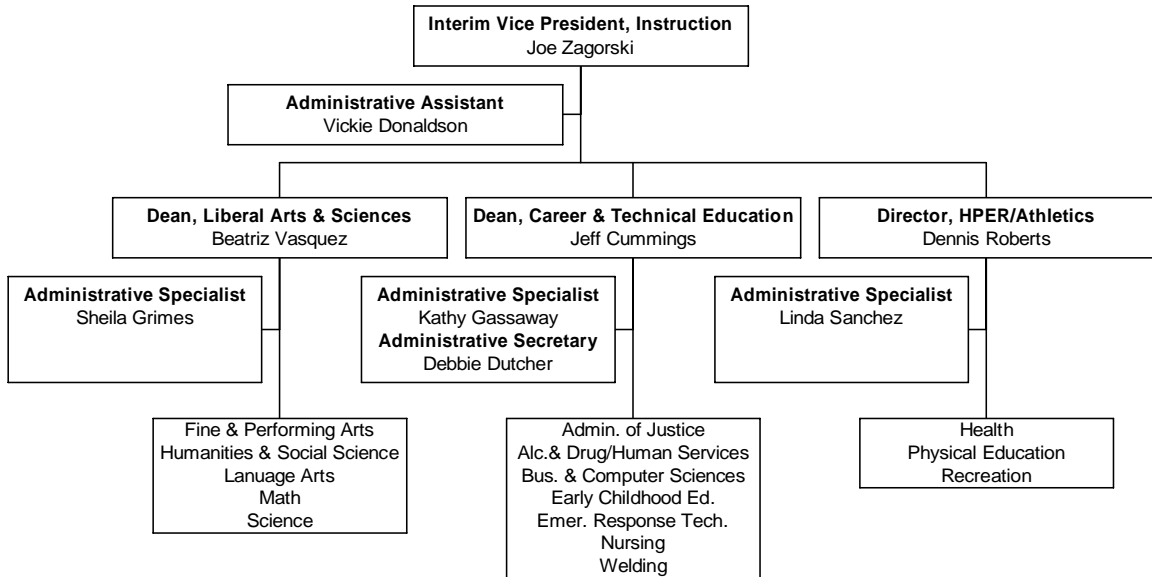 Interim Vice President, Instruction
Joe Zagorski
Administrative Assistant
Vickie Donaldson
Dean, Liberal Arts & Sciences
Beatriz Vasquez
Dean, Career & Technical Education
Jeff Cummings
Director, HPER/Athletics
Dennis Roberts
Administrative Specialist
Sheila Grimes
Administrative Specialist
Kathy Gassaway
Administrative Secretary
Debbie Dutcher
Administrative Specialist
Linda Sanchez
Fine & Performing Arts
Humanities & Social Science
Lanuage Arts
Math
Science
Admin. of Justice
Alc.& Drug/Human Services
Bus. & Computer Sciences
Early Childhood Ed.
Emer. Response Tech.
Nursing
Welding
Health
Physical Education
Recreation